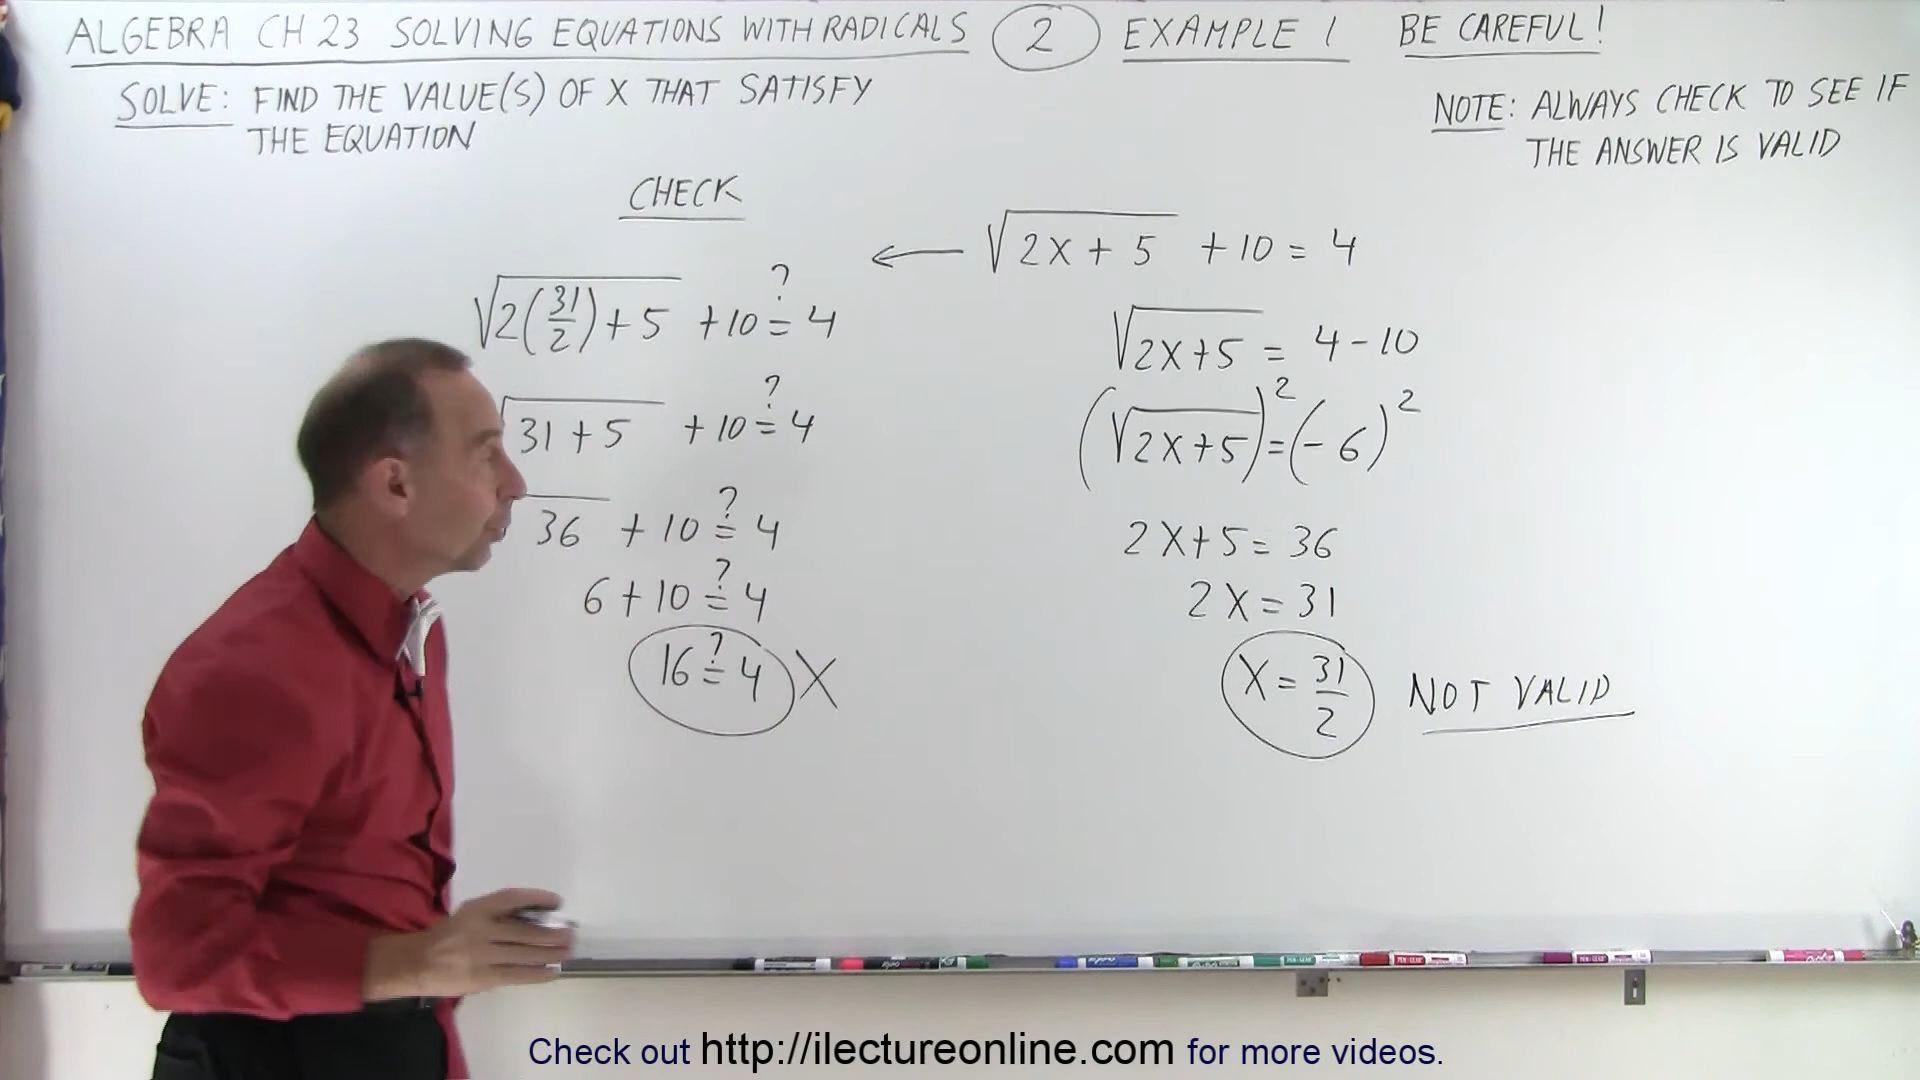 ALGEBRA CH 23 SOLVING EQUATIONS WITH RADICALS 2 EXAMPLE 1 BE CAREFUL!
SOLVE: FIND THE VALUE(S) OF X THAT SATISFY
THE EQUATION
NOTE: ALWAYS CHECK TO SEE IF
THE ANSWER IS VALID
CHECK
√(2(31/2)+5) +10 ≟ 4
√(31+5) +10 ≟ 4
36 + 10 ≟ 4
6+10 ≟ 4
16 ≟ 4 X
← √(2X+5) +10 = 4
√(2X+5) = 4-10
(√(2X+5))² = (-6)²
2X+5 = 36
2X = 31
X = 31/2 NOT VALID
Check out http://ilectureonline.com for more videos.